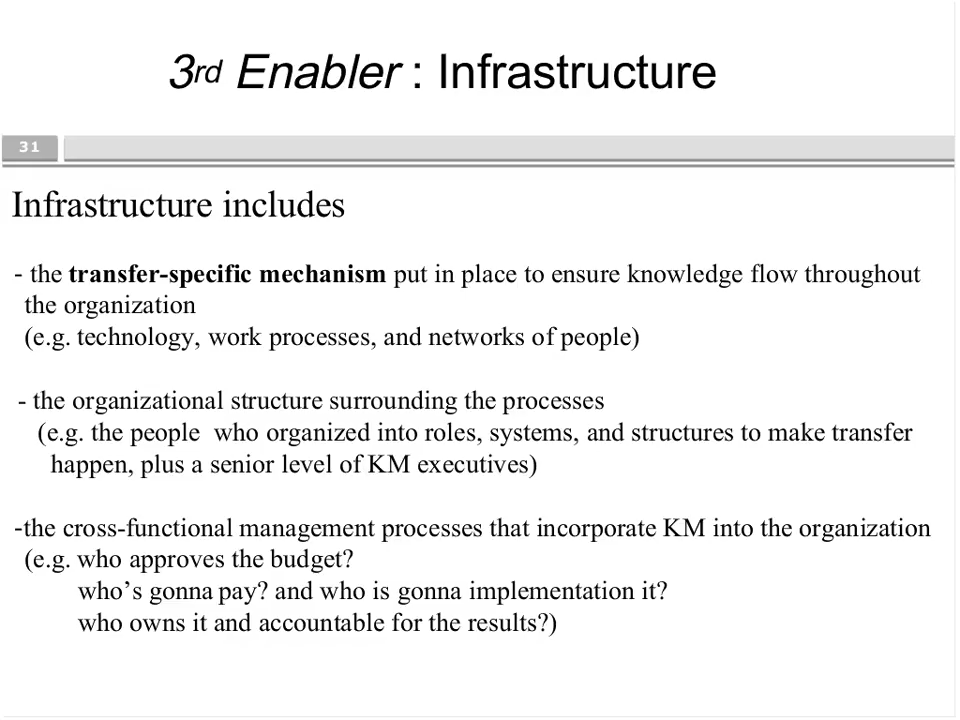 3rd Enabler : Infrastructure
31
Infrastructure includes
- the transfer-specific mechanism put in place to ensure knowledge flow throughout
the organization
(e.g. technology, work processes, and networks of people)
- the organizational structure surrounding the processes
(e.g. the people who organized into roles, systems, and structures to make transfer
happen, plus a senior level of KM executives)
-the cross-functional management processes that incorporate KM into the organization
(e.g. who approves the budget?
who’s gonna pay? and who is gonna implementation it?
who owns it and accountable for the results?)